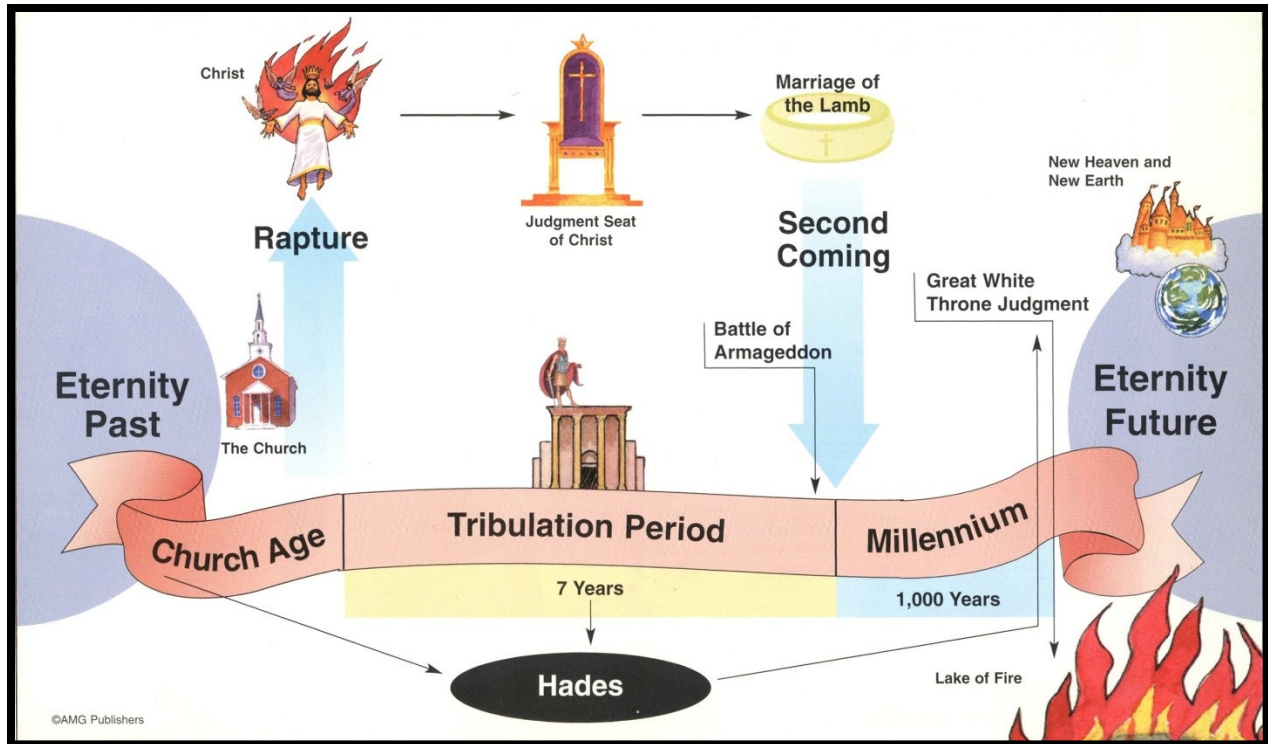 Christ
Marriage of
the Lamb
New Heaven and
New Earth
Rapture
Judgment Seat
of Christ
Second
Coming
Great White
Throne Judgment
Battle of
Armageddon
Eternity
Past
Eternity
Future
The Church
Church Age
Tribulation Period
Millennium
7 Years
1,000 Years
Hades
Lake of Fire
©AMG Publishers